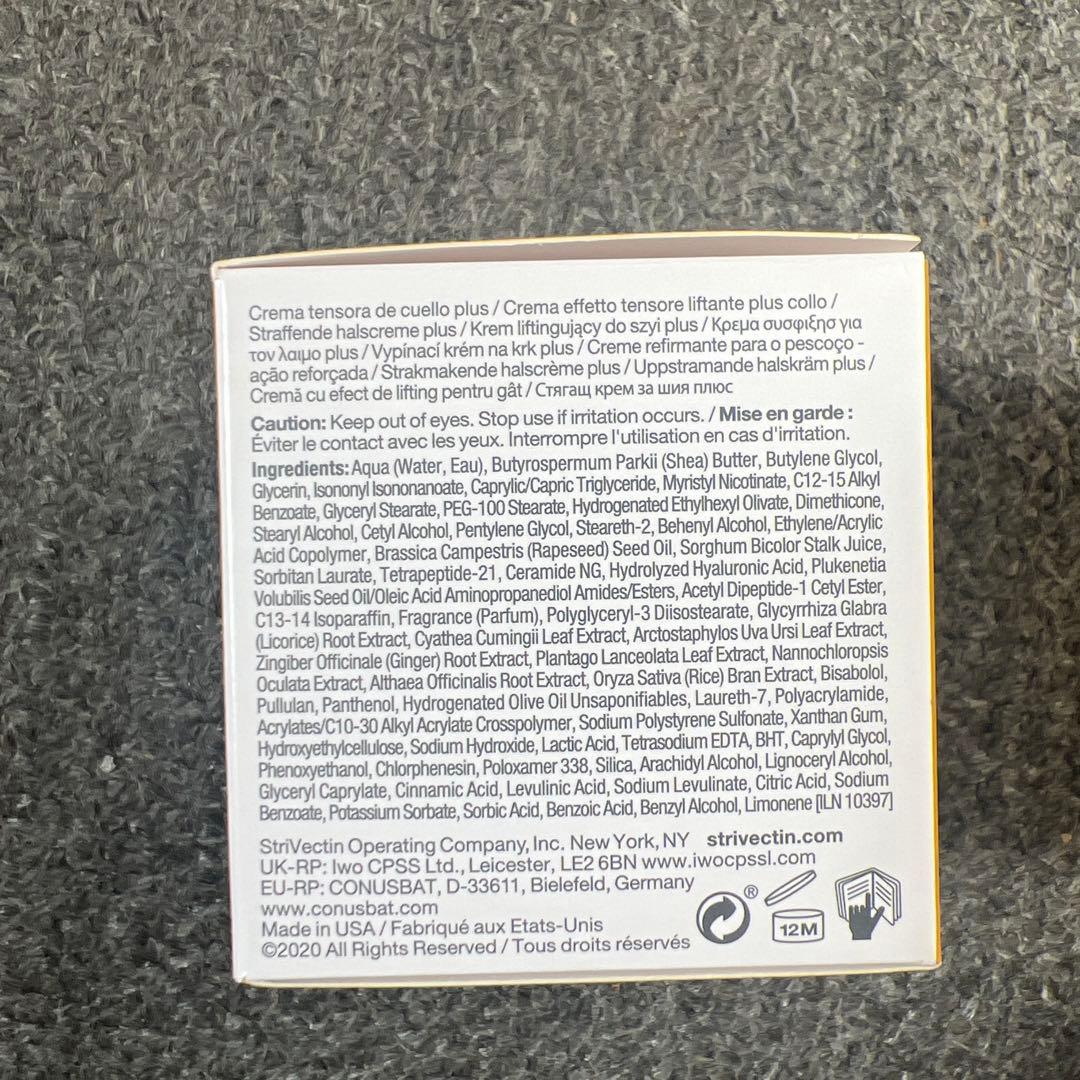 Crema tensora de cuello plus / Crema effetto tensore liftante plus collo /
Straffende halscreme plus / Krem liftingujący do szyi plus / Κρεμα συσφιξησ για
τον λαιμο plus / Vypínací krém na krk plus / Creme refirmante para o pescoço -
ação reforçada / Strakmakende halscrème plus / Uppstramande halskräm plus /
Cremă cu efect de lifting pentru gât / Стягащ крем за шия плюс
Caution: Keep out of eyes. Stop use if irritation occurs. / Mise en garde :
Éviter le contact avec les yeux. Interrompre l'utilisation en cas d'irritation.
Ingredients: Aqua (Water, Eau), Butyrospermum Parkii (Shea) Butter, Butylene Glycol,
Glycerin, Isononyl Isononanoate, Caprylic/Capric Triglyceride, Myristyl Nicotinate, C12-15 Alkyl
Benzoate, Glyceryl Stearate, PEG-100 Stearate, Hydrogenated Ethylhexyl Olivate, Dimethicone,
Stearyl Alcohol, Cetyl Alcohol, Pentylene Glycol, Steareth-2, Behenyl Alcohol, Ethylene/Acrylic
Acid Copolymer, Brassica Campestris (Rapeseed) Seed Oil, Sorghum Bicolor Stalk Juice,
Sorbitan Laurate, Tetrapeptide-21, Ceramide NG, Hydrolyzed Hyaluronic Acid, Plukenetia
Volubilis Seed Oil/Oleic Acid Aminopropanediol Amides/Esters, Acetyl Dipeptide-1 Cetyl Ester,
C13-14 Isoparaffin, Fragrance (Parfum), Polyglyceryl-3 Diisostearate, Glycyrrhiza Glabra
(Licorice) Root Extract, Cyathea Cumingii Leaf Extract, Arctostaphylos Uva Ursi Leaf Extract,
Zingiber Officinale (Ginger) Root Extract, Plantago Lanceolata Leaf Extract, Nannochloropsis
Oculata Extract, Althaea Officinalis Root Extract, Oryza Sativa (Rice) Bran Extract, Bisabolol,
Pullulan, Panthenol, Hydrogenated Olive Oil Unsaponifiables, Laureth-7, Polyacrylamide,
Acrylates/C10-30 Alkyl Acrylate Crosspolymer, Sodium Polystyrene Sulfonate, Xanthan Gum,
Hydroxyethylcellulose, Sodium Hydroxide, Lactic Acid, Tetrasodium EDTA, BHT, Caprylyl Glycol,
Phenoxyethanol, Chlorphenesin, Poloxamer 338, Silica, Arachidyl Alcohol, Lignoceryl Alcohol,
Glyceryl Caprylate, Cinnamic Acid, Levulinic Acid, Sodium Levulinate, Citric Acid, Sodium
Benzoate, Potassium Sorbate, Sorbic Acid, Benzoic Acid, Benzyl Alcohol, Limonene [ILN 10397]
StriVectin Operating Company, Inc. New York, NY strivectin.com
UK-RP: Iwo CPSS Ltd., Leicester, LE2 6BN www.iwocpssl.com
EU-RP: CONUSBAT, D-33611, Bielefeld, Germany
www.conusbat.com
Made in USA / Fabriqué aux Etats-Unis
©2020 All Rights Reserved / Tous droits réservés
®
12M